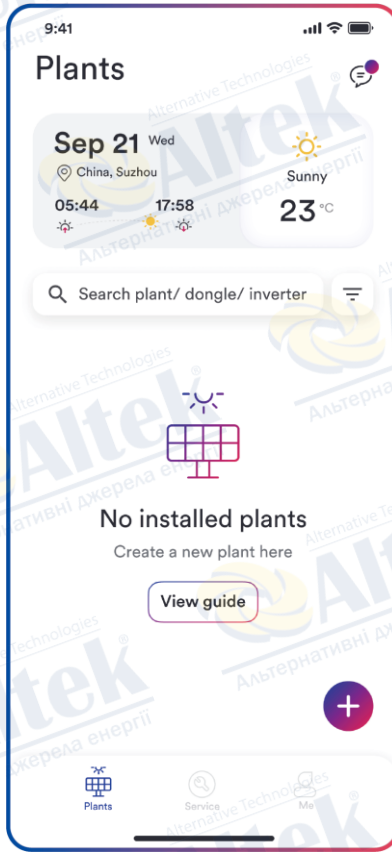 9:41
Plants
Sep 21 Wed
China, Suzhou
Sunny
05:44 17:58
23 °C
Search plant/ dongle/ inverter
No installed plants
Create a new plant here
View guide
Plants Service Me
Alternative Technologies
Altek®
Альтернативні джерела енергії